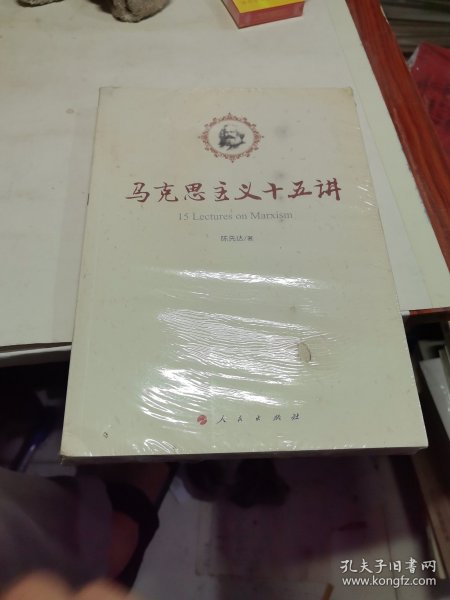 马克思主义十五讲
15 Lectures on Marxism
陈先达/著
人民出版社
孔夫子旧书网
www.kongfz.com